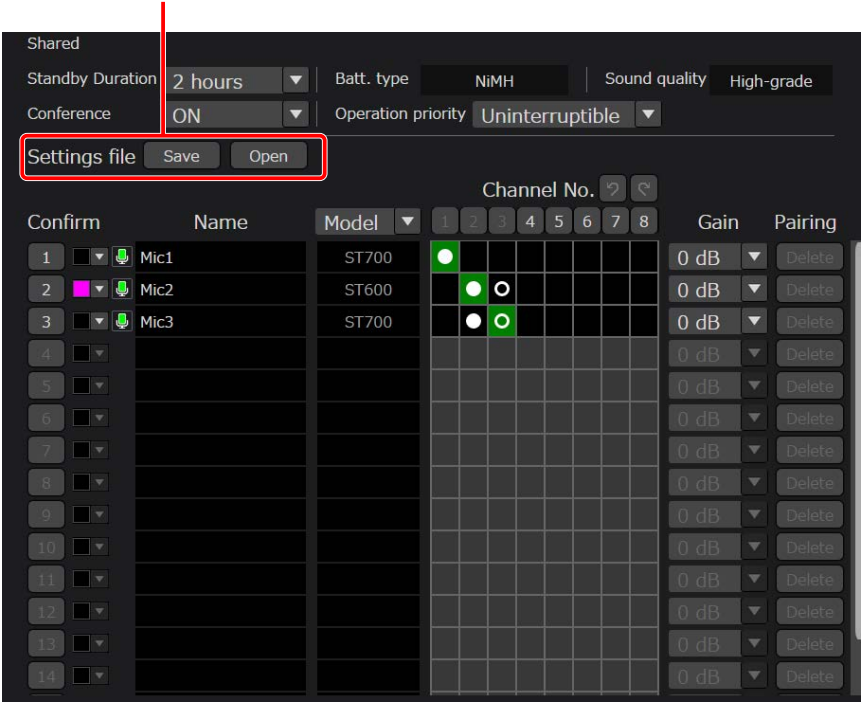 Shared
Standby Duration 2 hours Batt. type NiMH Sound quality High-grade
Conference ON Operation priority Uninterruptible
Settings file Save Open
Channel No.
Confirm Name Model 1 2 3 4 5 6 7 8 Gain Pairing
1 Mic1 ST700 0 dB Delete
2 Mic2 ST600 0 dB Delete
3 Mic3 ST700 0 dB Delete
4 0 dB Delete
5 0 dB Delete
6 0 dB Delete
7 0 dB Delete
8 0 dB Delete
9 0 dB Delete
10 0 dB Delete
11 0 dB Delete
12 0 dB Delete
13 0 dB Delete
14 0 dB Delete